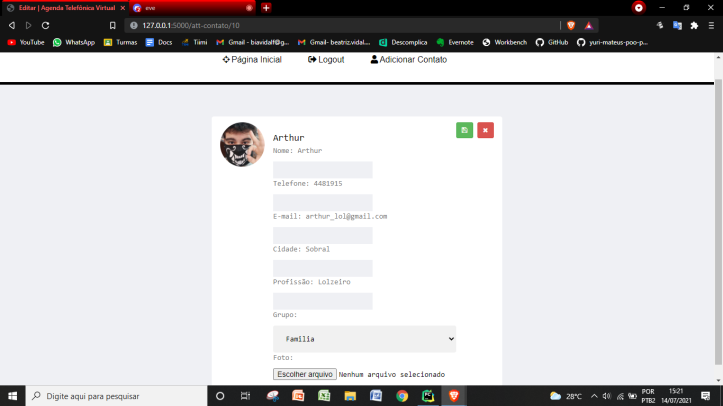 Editar | Agenda Telefônica Virtual
eve
127.0.0.1:5000/att-contato/10
YouTube
WhatsApp
Turmas
Docs
Tiimi
Gmail - biavidalf@g...
Gmail- beatriz.vidal....
Descomplica
Evernote
Workbench
GitHub
yuri-mateus-poo-p...
Página Inicial
Logout
Adicionar Contato
Arthur
Nome: Arthur
Telefone: 4481915
E-mail: arthur_lol@gmail.com
Cidade: Sobral
Profissão: Lolzeiro
Grupo:
Familia
Foto:
Escolher arquivo Nenhum arquivo selecionado
Digite aqui para pesquisar
28°C
POR
PTB2
15:21
14/07/2021